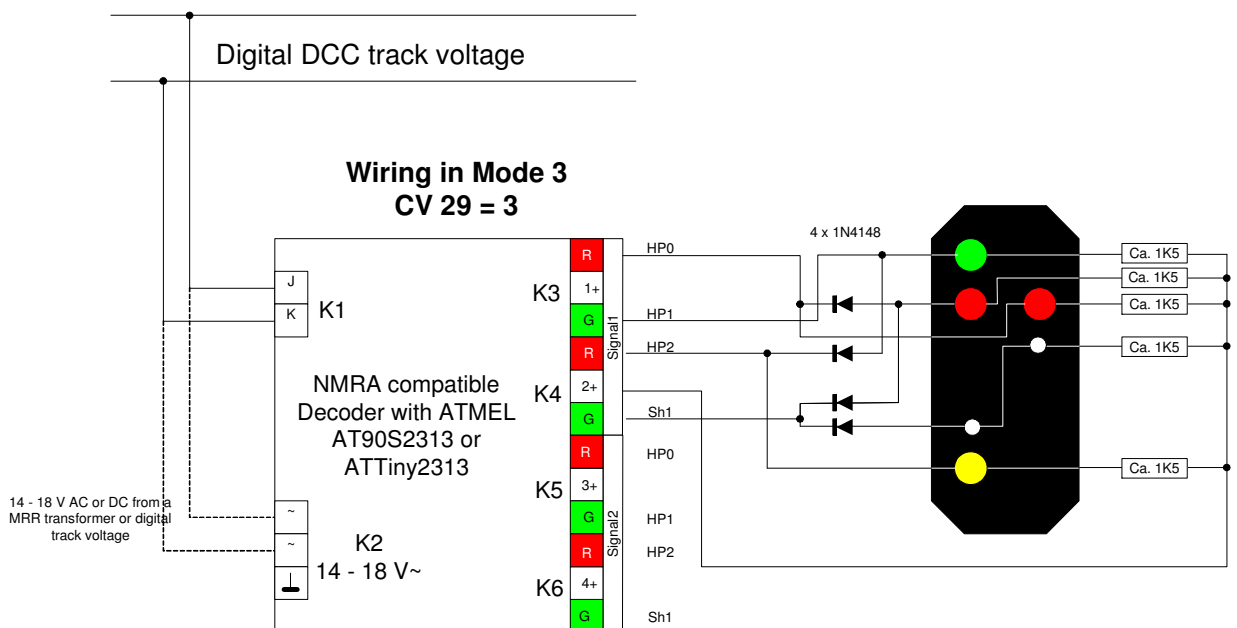 Digital DCC track voltage
Wiring in Mode 3
CV 29 = 3
4 x 1N4148
R
HP0
Ca. 1K5
J
K3
1+
Ca. 1K5
K
K1
Ca. 1K5
G
HP1
Signal1
R
HP2
Ca. 1K5
NMRA compatible
Decoder with ATMEL
AT90S2313 or
ATTiny2313
K4
2+
G
Sh1
R
HP0
Ca. 1K5
14 - 18 V AC or DC from a
MRR transformer or digital
track voltage
K5
3+
~
G
HP1
Signal2
~
K2
14 - 18 V~
R
HP2
K6
4+
G
Sh1